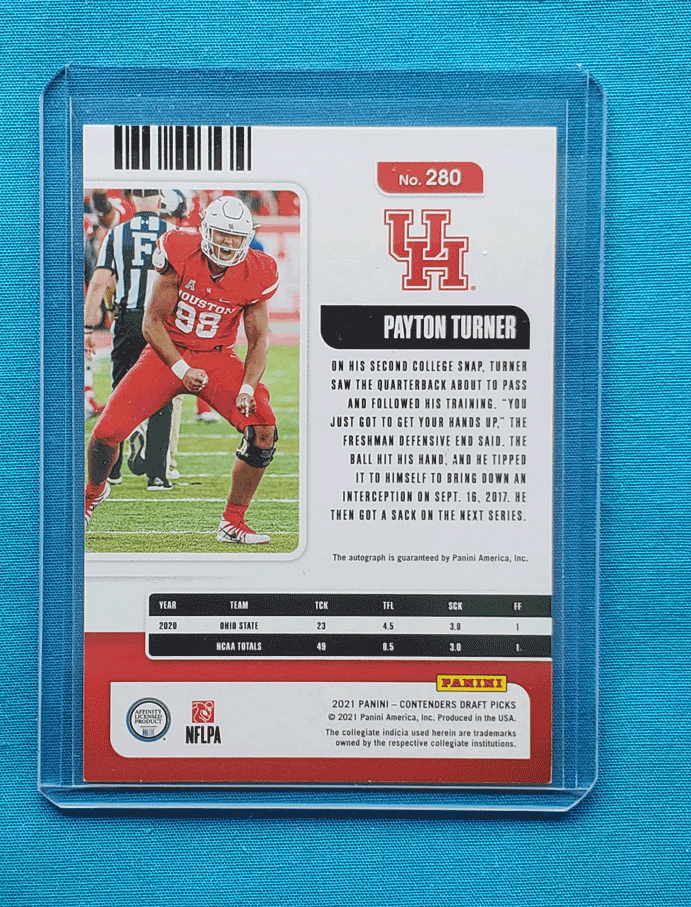 No. 280
UH
®
PAYTON TURNER
ON HIS SECOND COLLEGE SNAP, TURNER
SAW THE QUARTERBACK ABOUT TO PASS
AND FOLLOWED HIS TRAINING. "YOU
JUST GOT TO GET YOUR HANDS UP," THE
FRESHMAN DEFENSIVE END SAID. THE
BALL HIT HIS HAND, AND HE TIPPED
IT TO HIMSELF TO BRING DOWN AN
INTERCEPTION ON SEPT. 16, 2017. HE
THEN GOT A SACK ON THE NEXT SERIES.
The autograph is guaranteed by Panini America, Inc.
F
A
HOUSTON
98
YEAR TEAM TCK TFL SCK FF
2020 OHIO STATE 23 4.5 3.0 1
NCAA TOTALS 49 8.5 3.0 1
PANINI
AFFINITY
LICENSED
PRODUCT
NFLPA
2021 PANINI – CONTENDERS DRAFT PICKS
© 2021 Panini America, Inc. Produced in the USA.
The collegiate indicia used herein are trademarks
owned by the respective collegiate institutions.